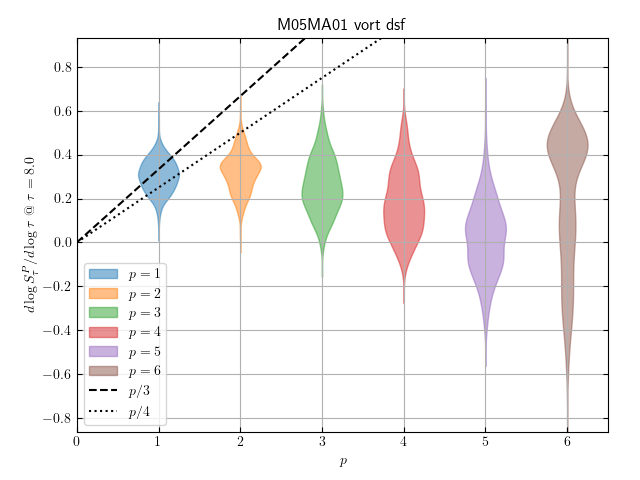 M05MA01 vort dsf
d log S_τ^P / d log τ @ τ = 8.0
0.8
0.6
0.4
0.2
0.0
−0.2
−0.4
−0.6
−0.8
p = 1
p = 2
p = 3
p = 4
p = 5
p = 6
p/3
p/4
0 1 2 3 4 5 6
p